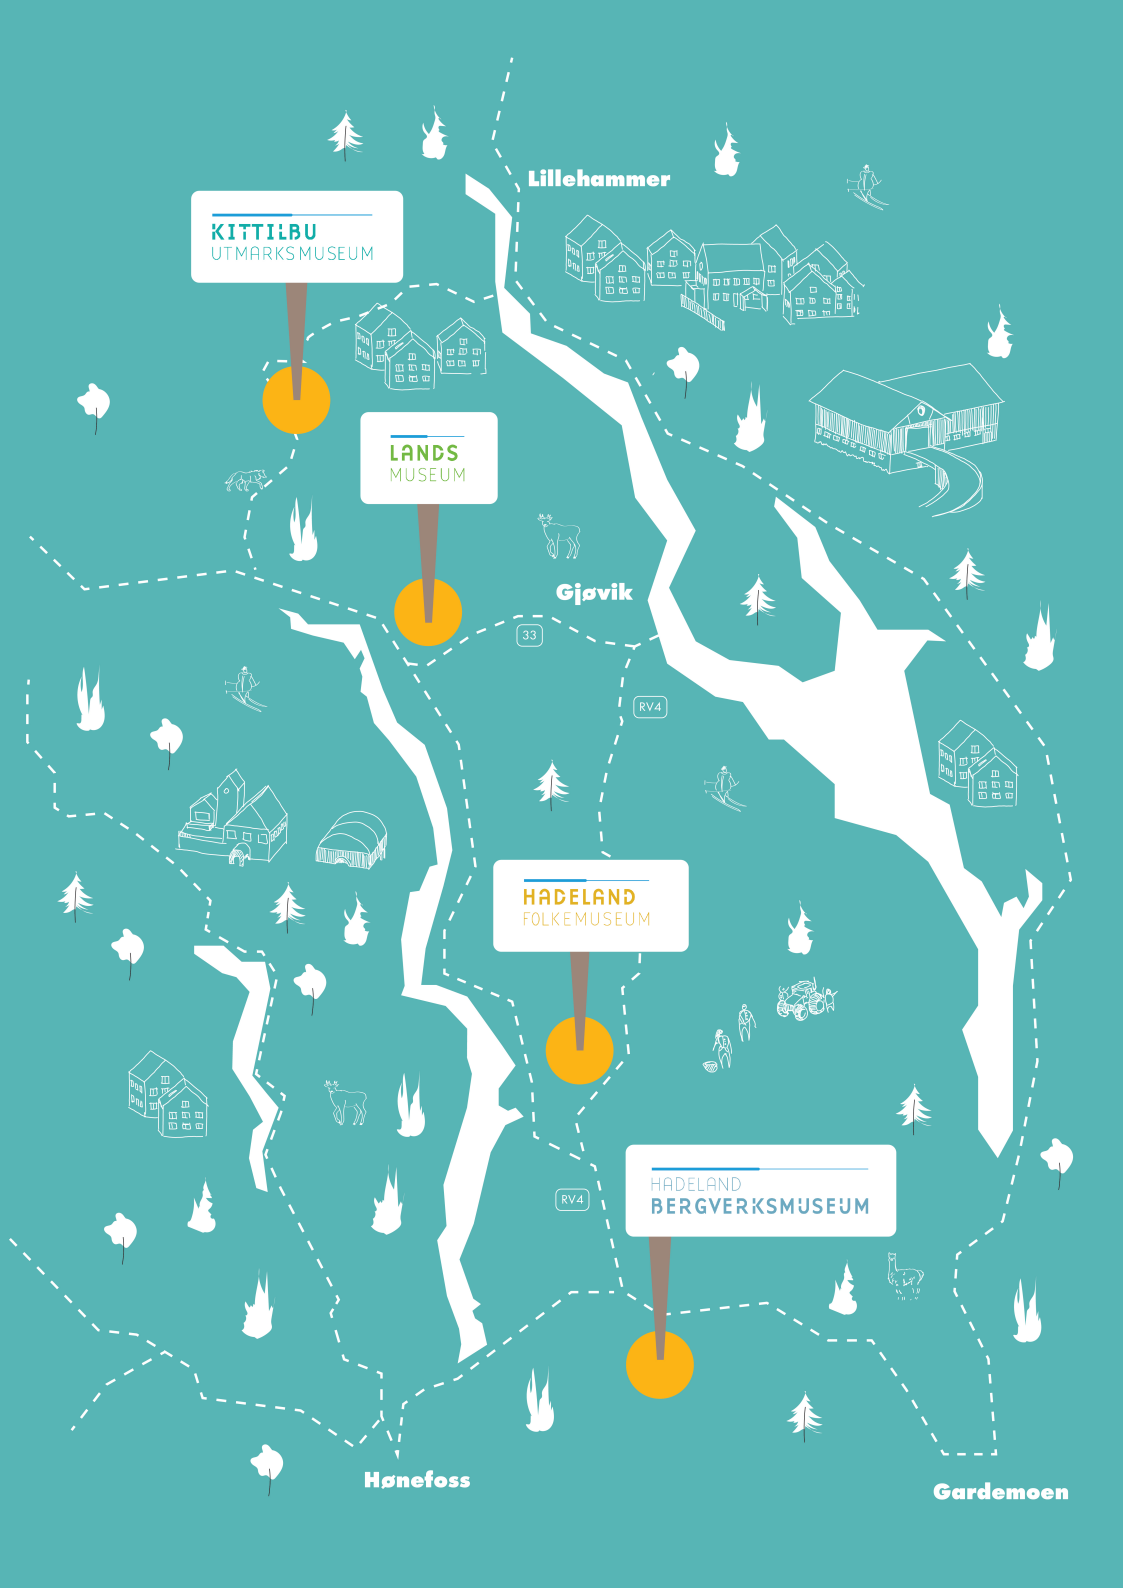 Lillehammer
KITTILBU
UTMARKSMUSEUM
LANDS
MUSEUM
Gjøvik
33
RV4
HADELAND
FOLKEMUSEUM
HADELAND
BERGVERKSMUSEUM
RV4
Hønefoss
Gardemoen